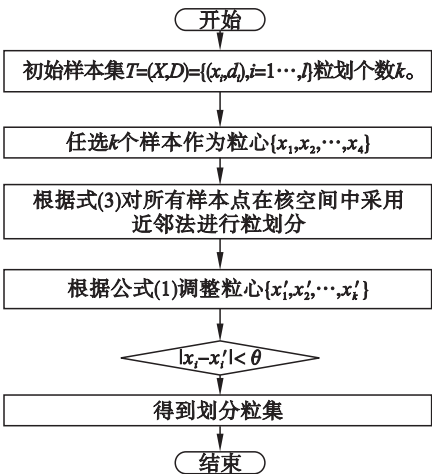 开始
初始样本集T=(X,D)={(xᵢ,dᵢ),i=1⋯,l}粒划个数k。
任选k个样本作为粒心{x₁,x₂,⋯,x₄}
根据式(3)对所有样本点在核空间中采用
近邻法进行粒划分
根据公式(1)调整粒心{x′₁,x′₂,⋯,x′ₖ}
|xᵢ−x′ᵢ|<θ
得到划分粒集
结束